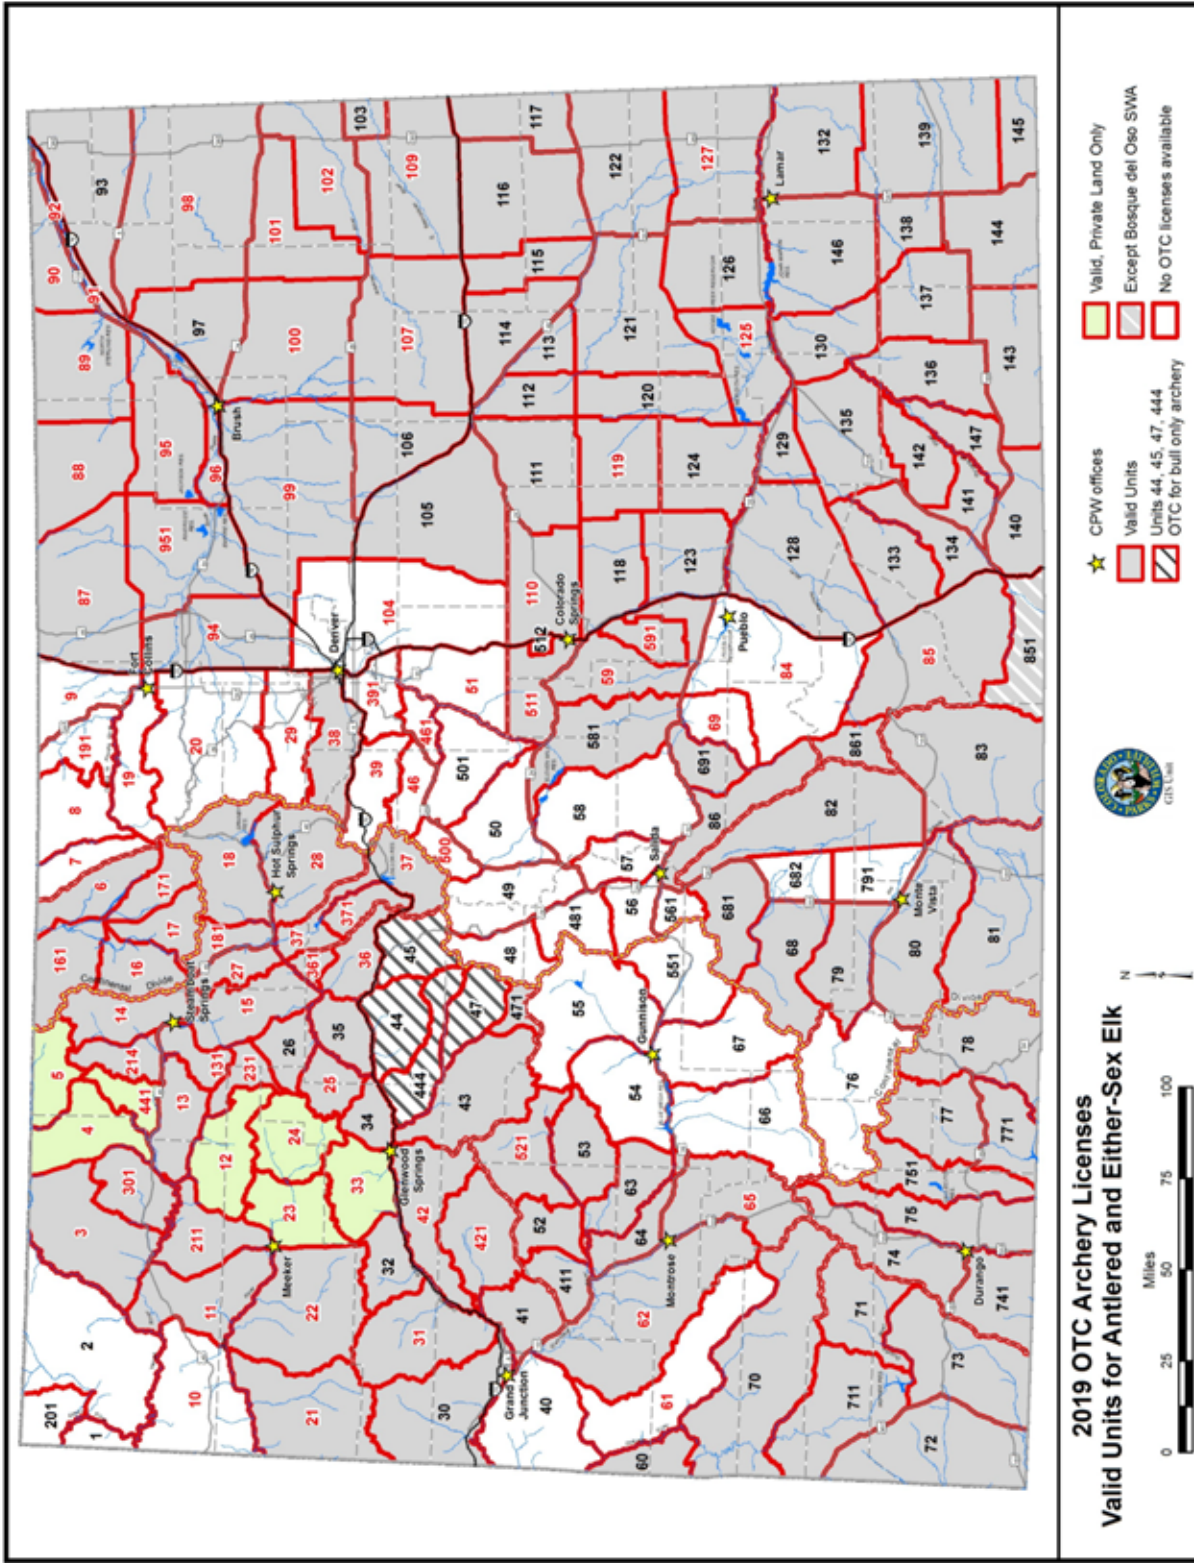 2019 OTC Archery Licenses
Valid Units for Antlered and Either-Sex Elk
Miles
0 25 50 75 100
N
COLORADO PARKS WILDLIFE
GIS Unit
CPW offices
Valid Units
Units 44, 45, 47, 444
OTC for bull only archery
Valid, Private Land Only
Except Bosque del Oso SWA
No OTC licenses available
201 2 3 4 5 14 161 6 7 8 191 9 87 88 89 90 92
1 301 441 214 16 171 19 951 95 91 93
10 211 13 131 15 17 181 18 20 94 96 97 98
11 12 231 27
23 24 26 37 28 29 99 100 101 102 103
21 22 33 25 35 361 371 38 104 106 107 109
31 32 34 36 37 39 391 105
30 42 444 44 45 46 461
41 421 43 47 500 501 51 116 117
40 411 52 521 471 48 49 50 511 512 110 111 112 113 114 115
60 61 62 64 63 53 54 55 481 56 57 58 581 59 591 118 119 120 121 122
70 65 66 67 551 561 86 691 69 84 123 124 125 126 127
72 711 71 74 76 79 68 681 682 791 82 861 85 128 129 130 146 132
73 741 75 751 77 771 78 80 81 83 851 133 134 135 142 141 147 140 136 137 138 139 143 144 145
Steamboat
Springs
Continental
Divide
Fort
Collins
Brush
Meeker
Hot Sulphur
Springs
Denver
Glenwood
Springs
Grand
Junction
Colorado
Springs
Montrose
Gunnison
Salida
Pueblo
Lamar
Durango
Monte
Vista
Continental
Divide